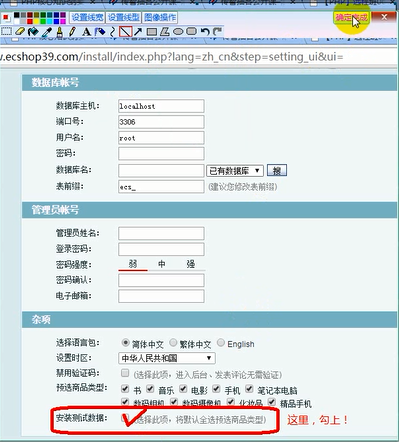 设置线宽 设置线型 图像操作 确定完成
w.ecshop39.com/install/index.php?lang=zh_cn&step=setting_ui&ui=
数据库帐号
数据库主机： localhost
端口号： 3306
用户名： root
密码：
数据库名： 已有数据库 搜
表前缀： ecs_ (建议您修改表前缀)
管理员帐号
管理员姓名：
登录密码：
密码强度： 弱 中 强
密码确认：
电子邮箱：
杂项
选择语言包： 简体中文 繁体中文 English
设置时区： 中华人民共和国
禁用验证码： (选择此项，进入后台、发表评论无需验证)
预选商品类型： 书 音乐 电影 手机 笔记本电脑
数码相机 数码摄像机 化妆品 精品手机
安装测试数据： (选择此项，将默认全选预选商品类型) 这里，勾上！